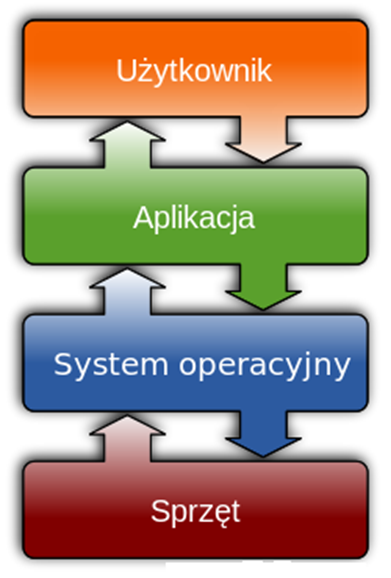 Użytkownik
Aplikacja
System operacyjny
Sprzęt